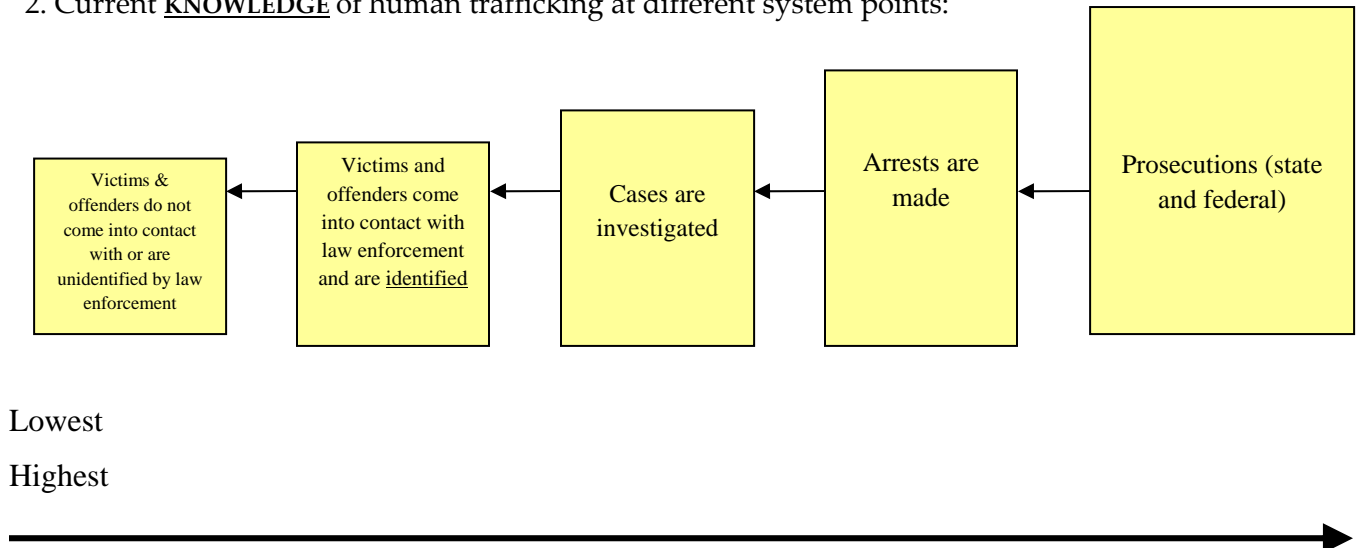 2. Current KNOWLEDGE of human trafficking at different system points:
Victims &
offenders do not
come into contact
with or are
unidentified by law
enforcement
Victims and
offenders come
into contact with
law enforcement
and are identified
Cases are
investigated
Arrests are
made
Prosecutions (state
and federal)
Lowest
Highest